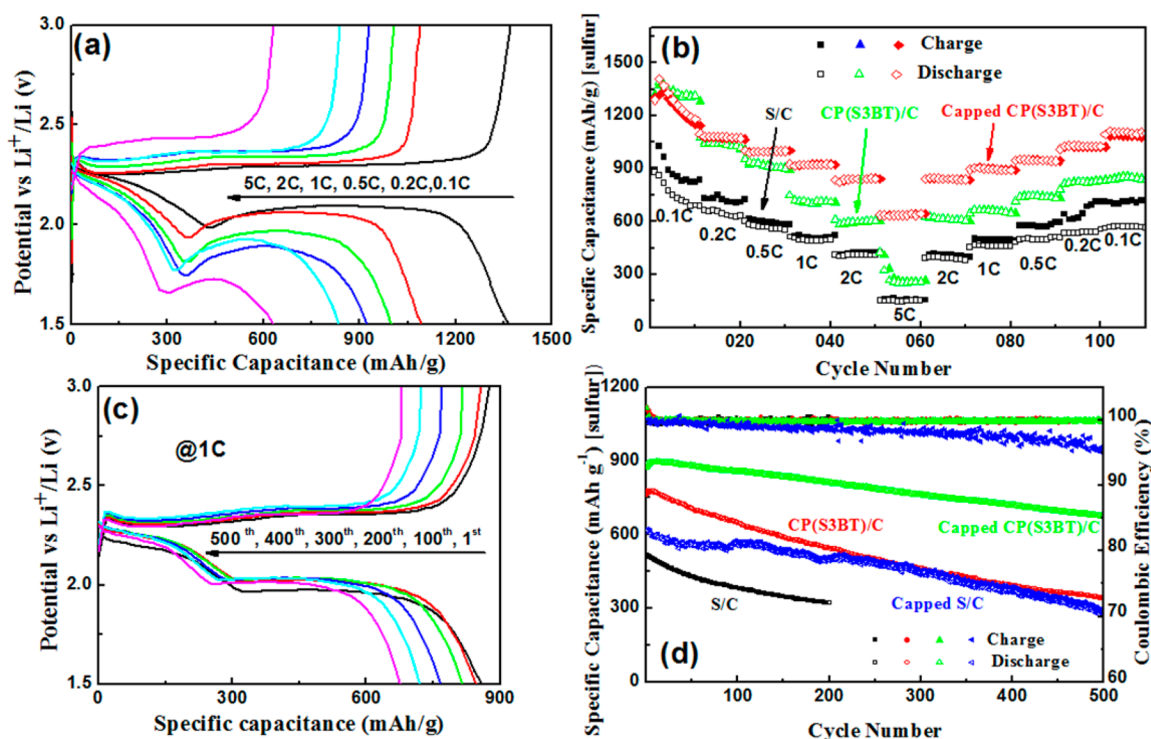 (a)
3.0
2.5
2.0
1.5
Potential vs Li+/Li (v)
5C, 2C, 1C, 0.5C, 0.2C,0.1C
0 300 600 900 1200 1500
Specific Capacitance (mAh/g)
(b)
Charge
Discharge
1500
1200
900
600
300
0
Specific Capacitance (mAh/g) [sulfur]
S/C
CP(S3BT)/C
Capped CP(S3BT)/C
0.1C
0.2C
0.5C
1C
2C
5C
2C
1C
0.5C
0.2C
0.1C
020 040 060 080 100
Cycle Number
(c)
3.0
2.5
2.0
1.5
Potential vs Li+/Li (v)
@1C
500th, 400th, 300th, 200th, 100th, 1st
0 300 600 900
Specific capacitance (mAh/g)
(d)
1200
900
600
300
0
Specific Capacitance (mAh g-1) [sulfur]
100
90
80
70
60
Coulombic Efficiency (%)
CP(S3BT)/C
Capped CP(S3BT)/C
S/C
Capped S/C
Charge
Discharge
100 200 300 400 500
Cycle Number